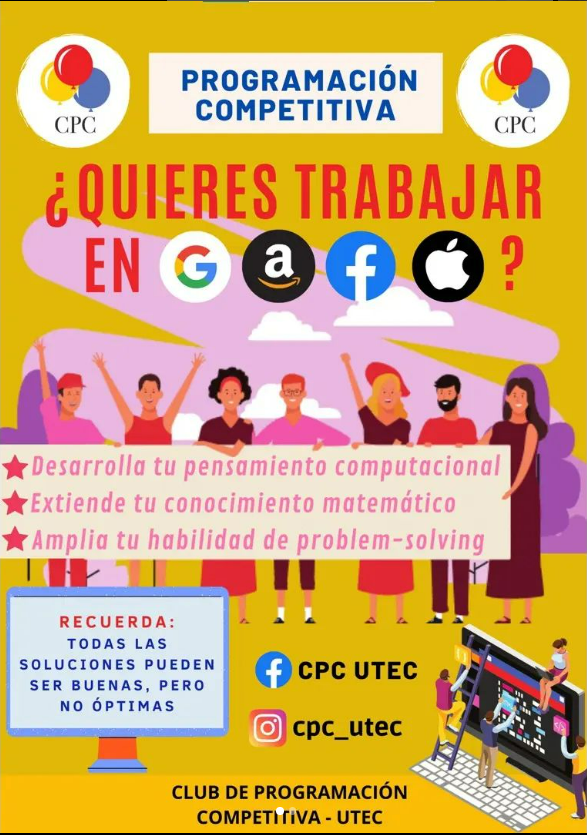 CPC
PROGRAMACIÓN
COMPETITIVA
CPC
¿QUIERES TRABAJAR
EN G a f ?
Desarrolla tu pensamiento computacional
Extiende tu conocimiento matemático
Amplia tu habilidad de problem-solving
RECUERDA:
TODAS LAS
SOLUCIONES PUEDEN
SER BUENAS, PERO
NO ÓPTIMAS
f CPC UTEC
cpc_utec
CLUB DE PROGRAMACIÓN
COMPETITIVA - UTEC